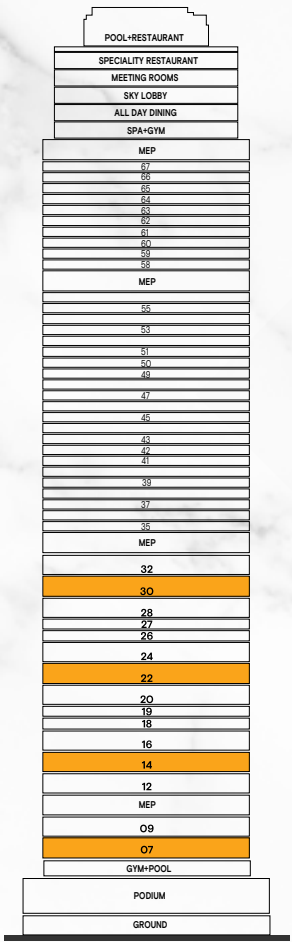 POOL+RESTAURANT
SPECIALITY RESTAURANT
MEETING ROOMS
SKY LOBBY
ALL DAY DINING
SPA+GYM
MEP
67
66
65
64
63
62
61
60
59
58
MEP
55
53
51
50
49
47
45
43
42
41
39
37
35
MEP
32
30
28
27
26
24
22
20
19
18
16
14
12
MEP
09
07
GYM+POOL
PODIUM
GROUND